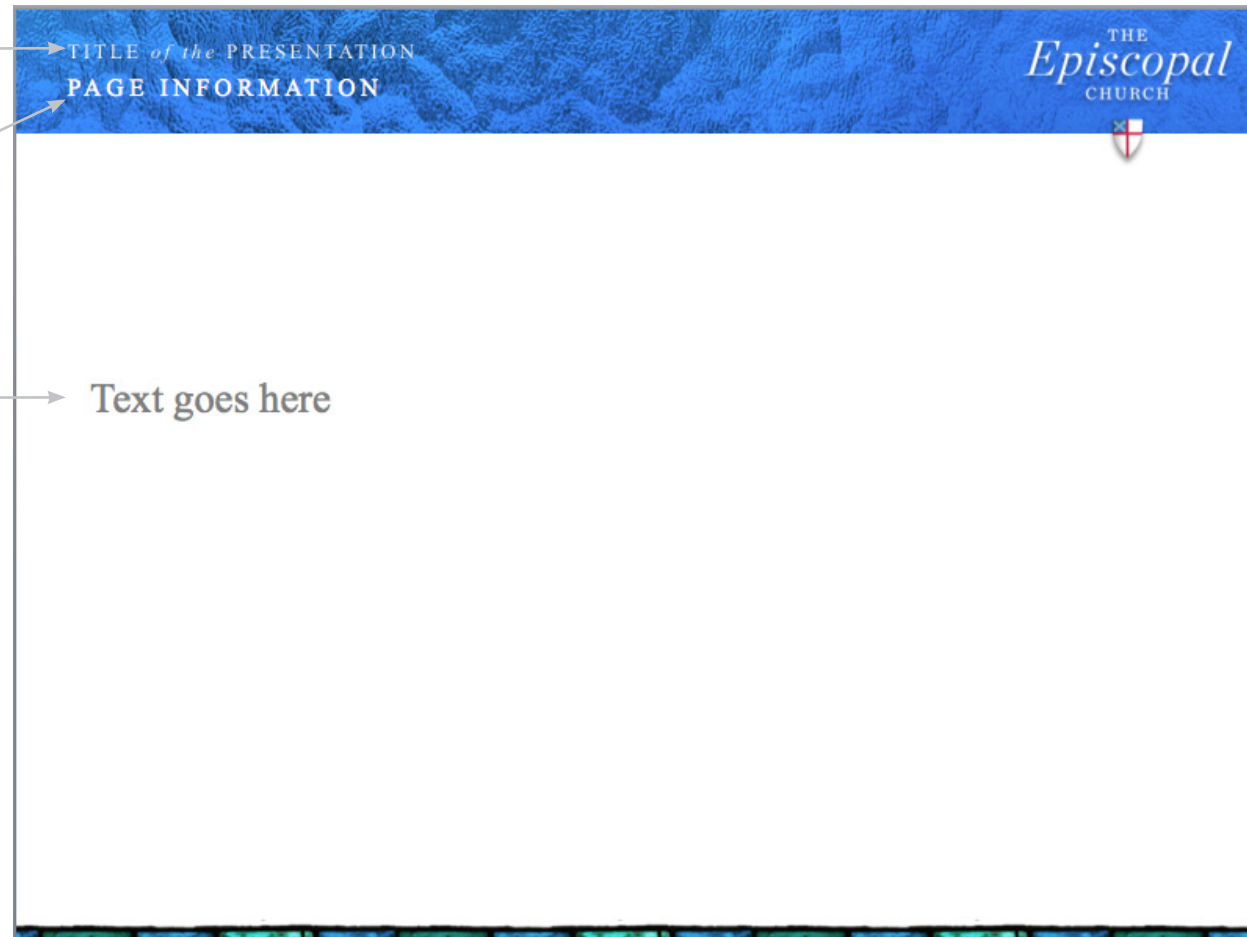 TITLE of the PRESENTATION
PAGE INFORMATION
THE
Episcopal
CHURCH
Text goes here